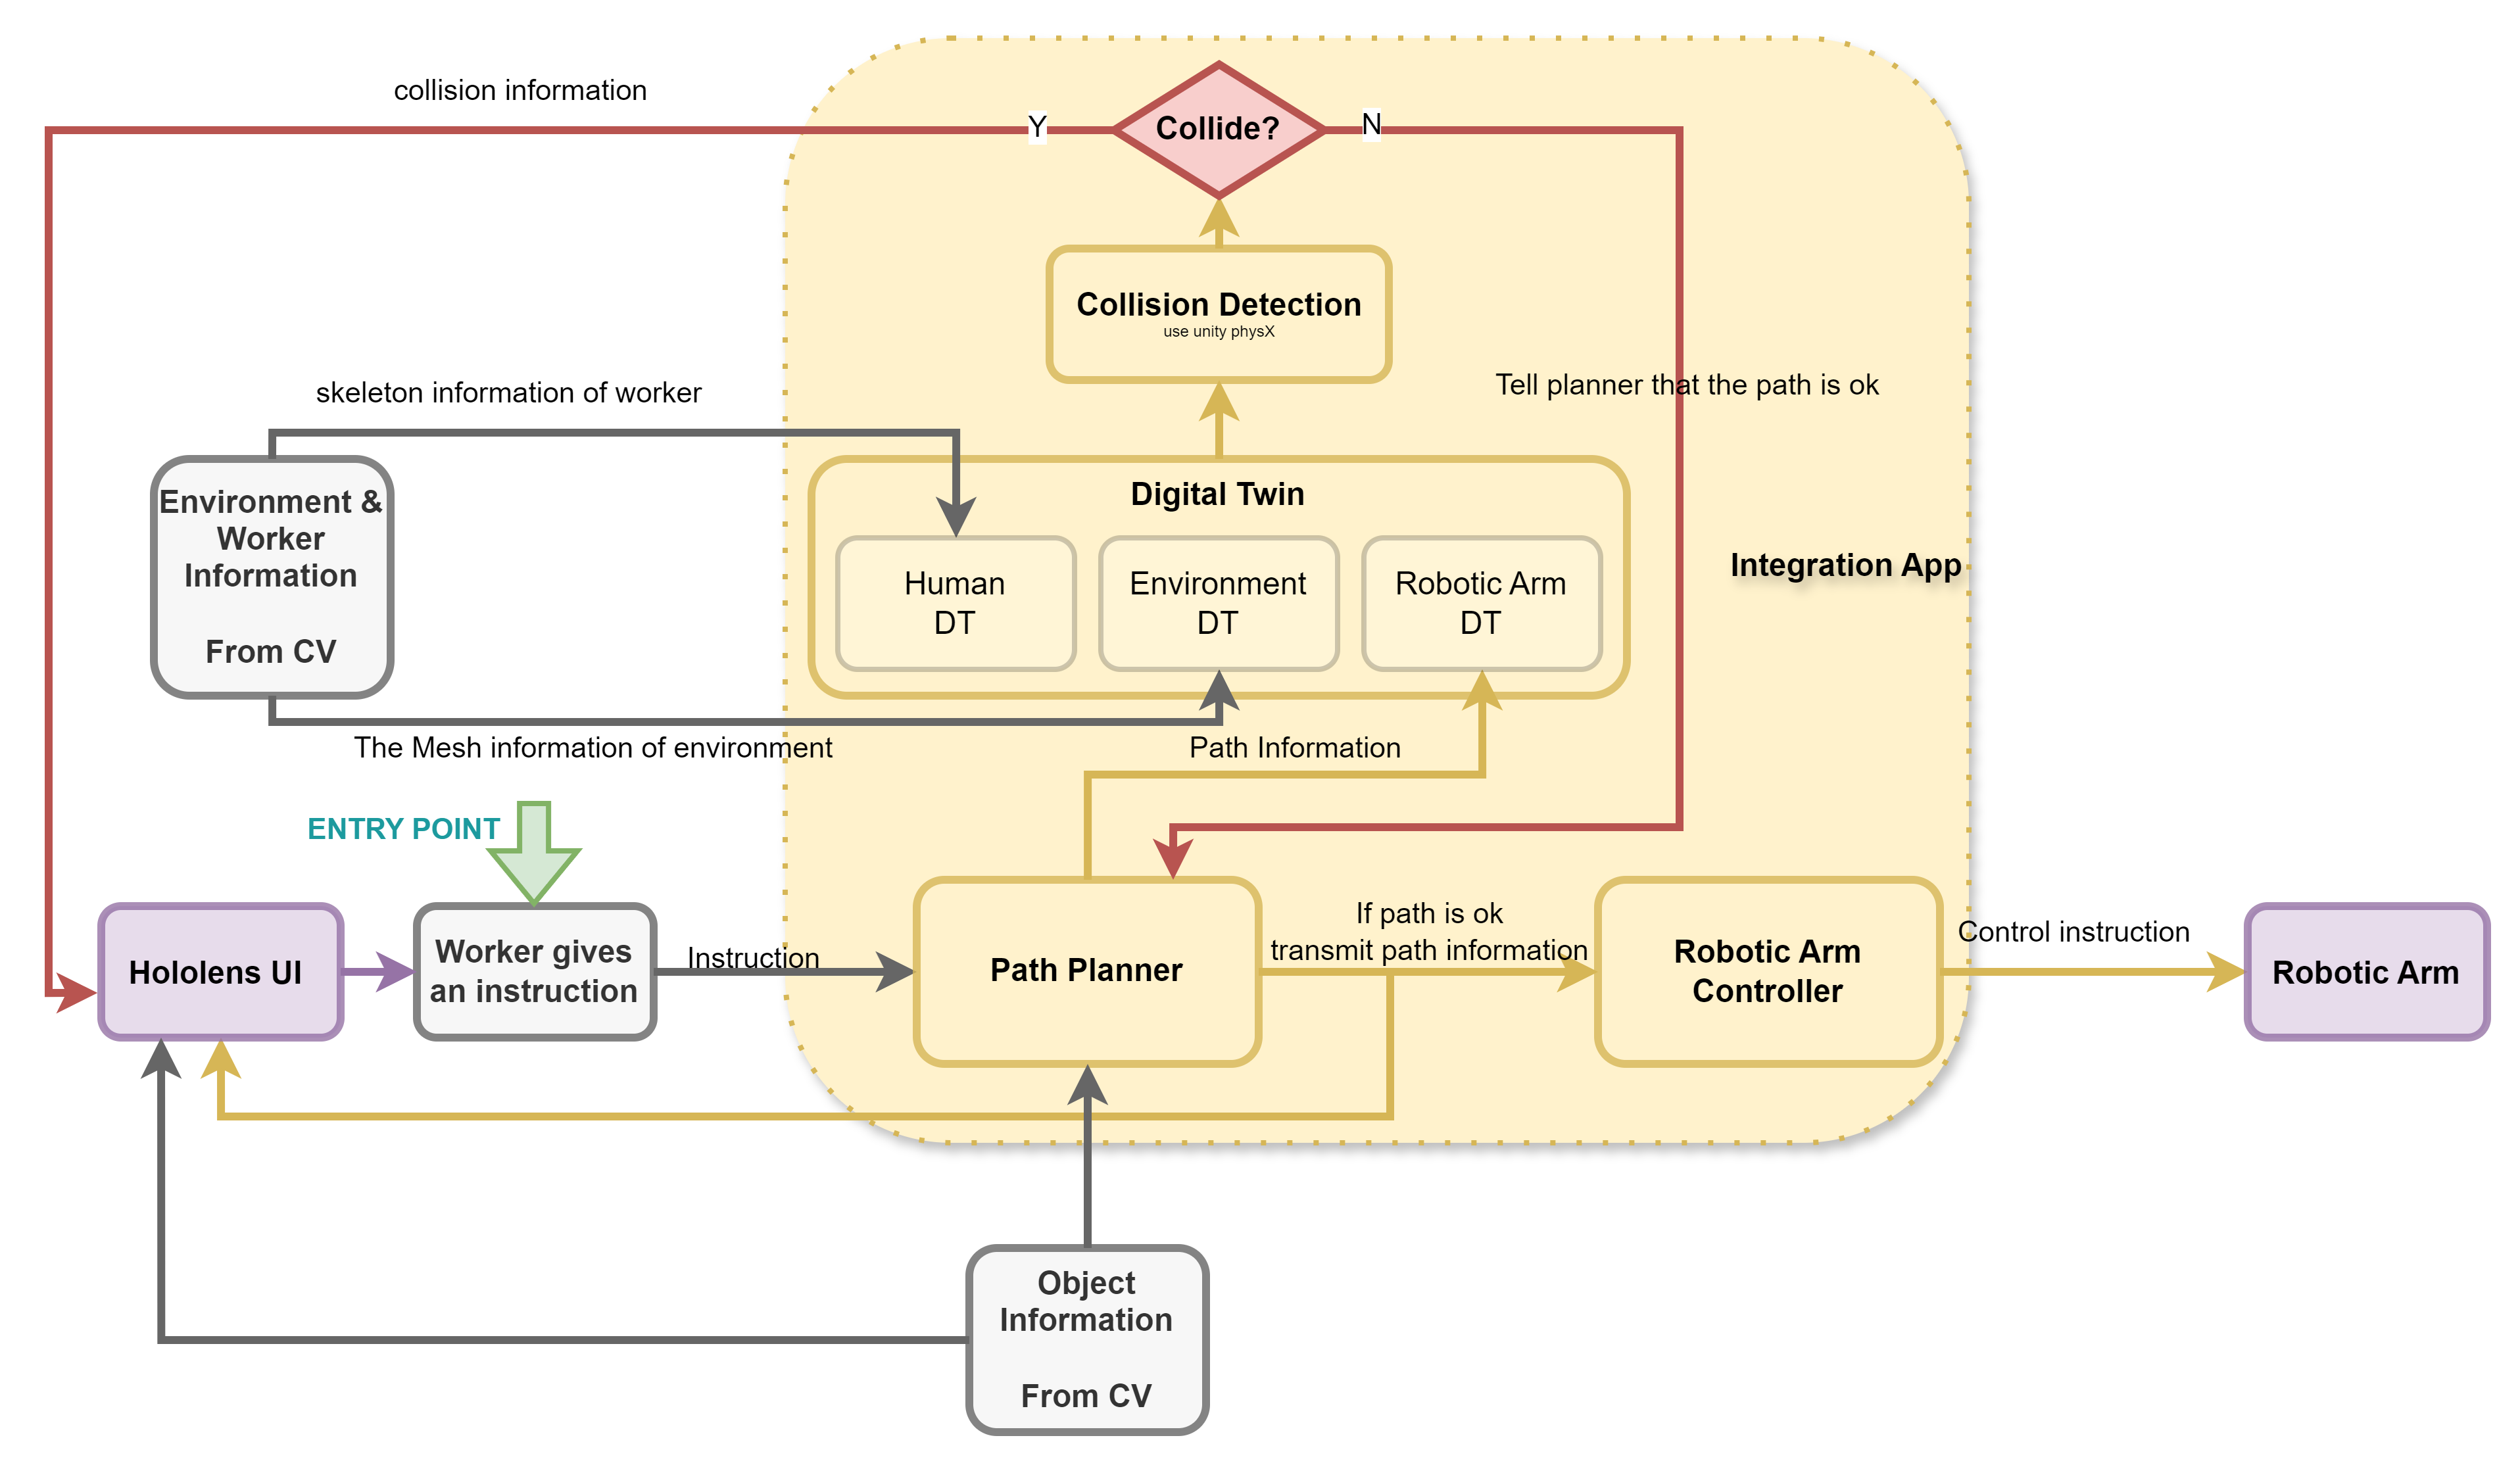 collision information
Y
Collide?
N
Collision Detection
use unity physX
skeleton information of worker
Tell planner that the path is ok
Environment &
Worker
Information
From CV
Digital Twin
Human
DT
Environment
DT
Robotic Arm
DT
Integration App
The Mesh information of environment
Path Information
ENTRY POINT
Hololens UI
Worker gives
an instruction
Instruction
Path Planner
If path is ok
transmit path information
Robotic Arm
Controller
Control instruction
Robotic Arm
Object
Information
From CV